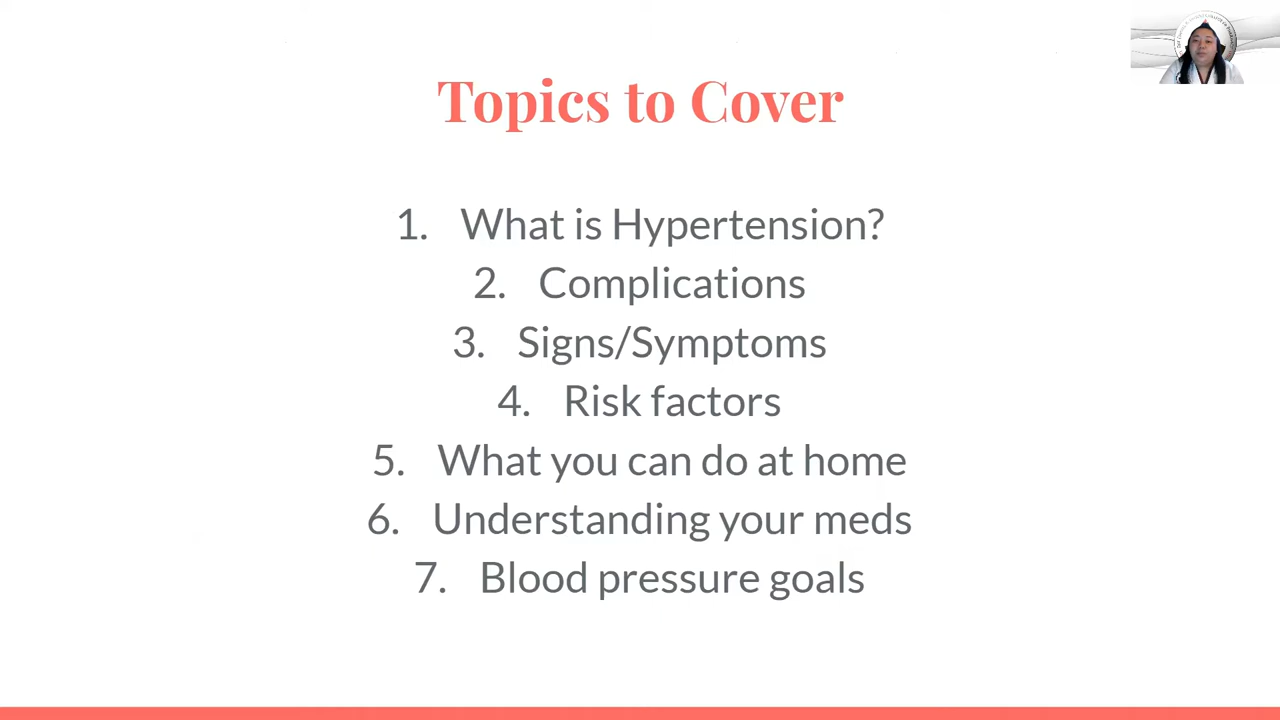 Topics to Cover
1. What is Hypertension?
2. Complications
3. Signs/Symptoms
4. Risk factors
5. What you can do at home
6. Understanding your meds
7. Blood pressure goals